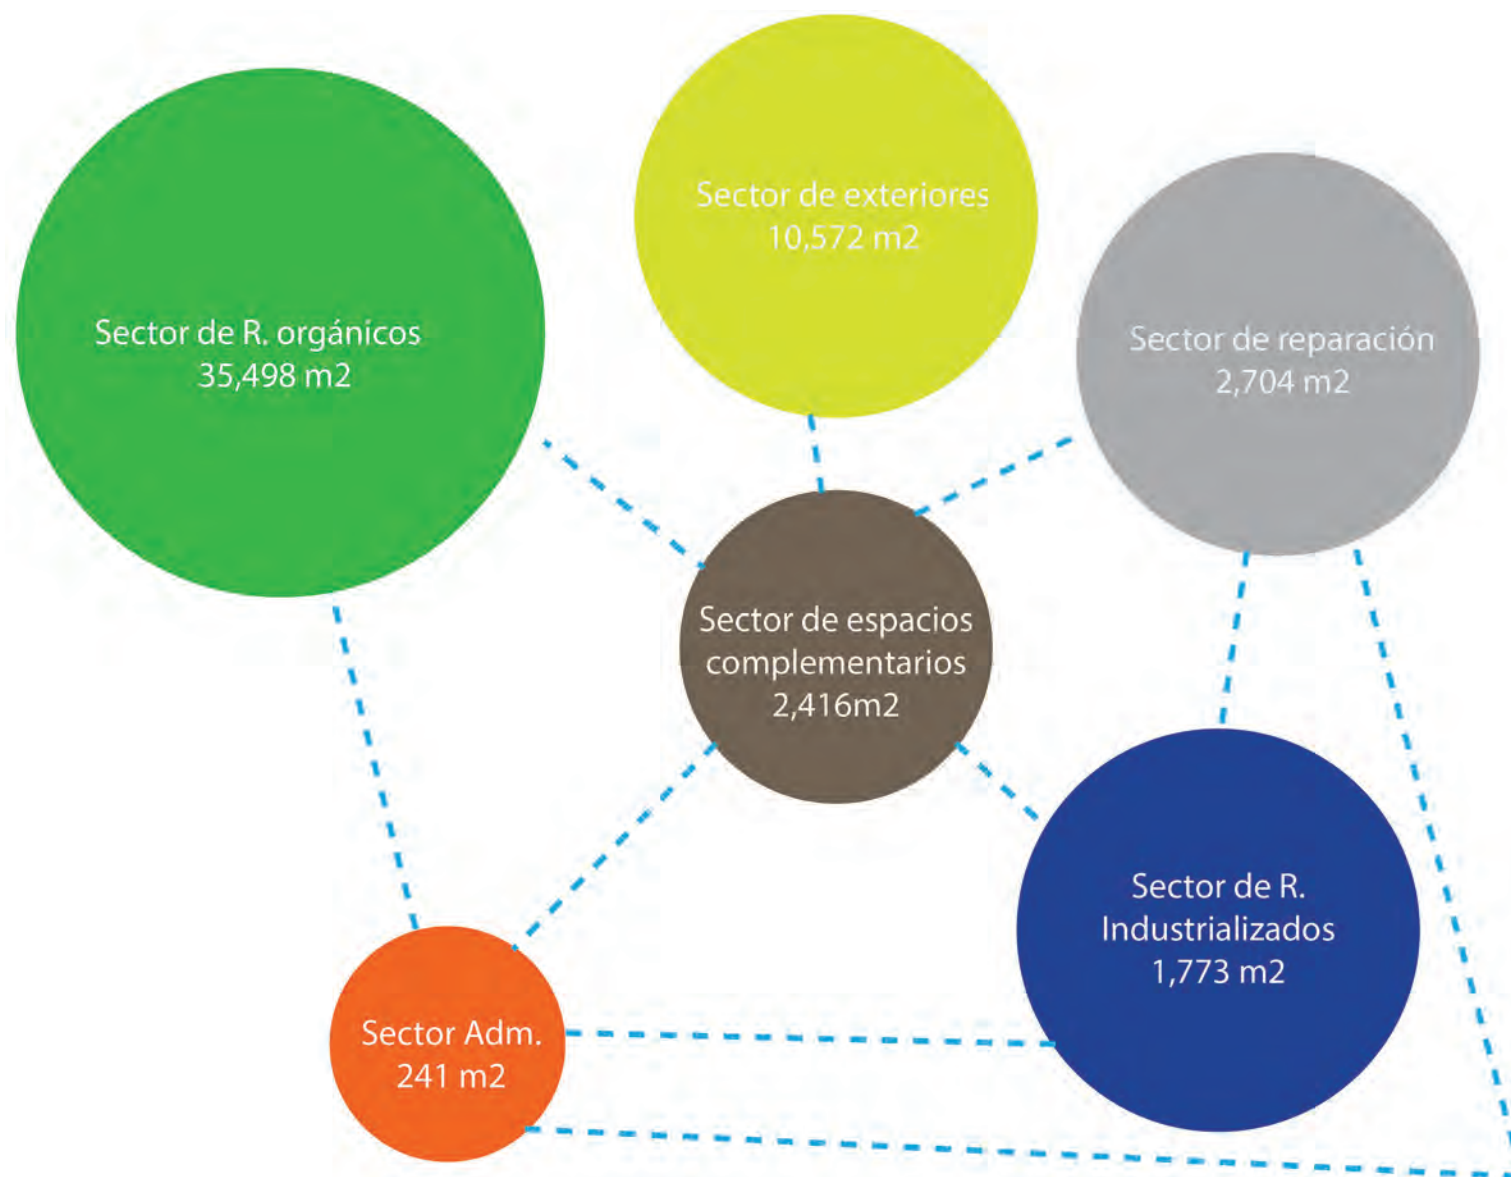 Sector de exteriores
10,572 m2
Sector de R. orgánicos
35,498 m2
Sector de reparación
2,704 m2
Sector de espacios
complementarios
2,416m2
Sector de R.
Industrializados
1,773 m2
Sector Adm.
241 m2